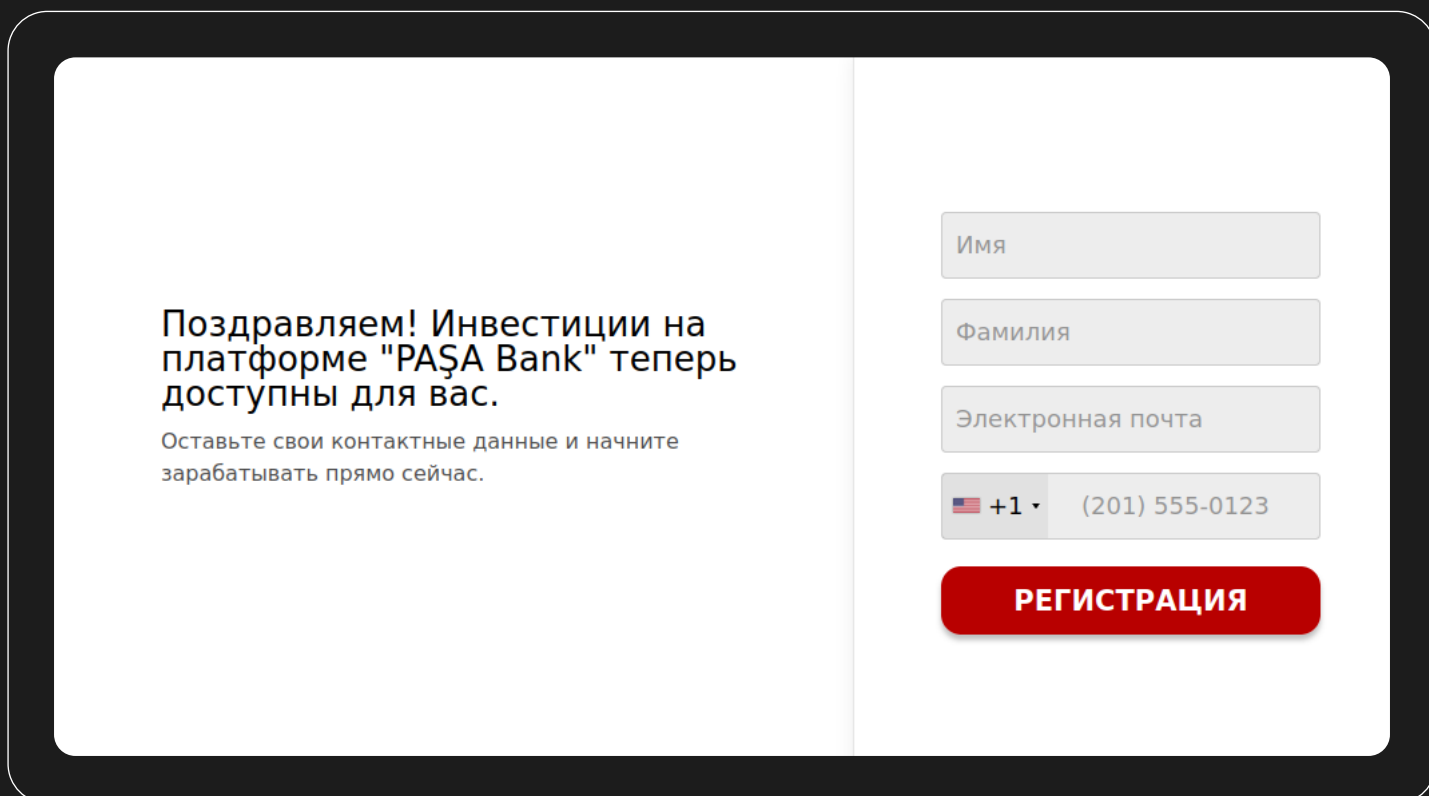 Поздравляем! Инвестиции на
платформе "PAŞA Bank" теперь
доступны для вас.
Оставьте свои контактные данные и начните
зарабатывать прямо сейчас.
Имя
Фамилия
Электронная почта
+1 (201) 555-0123
РЕГИСТРАЦИЯ